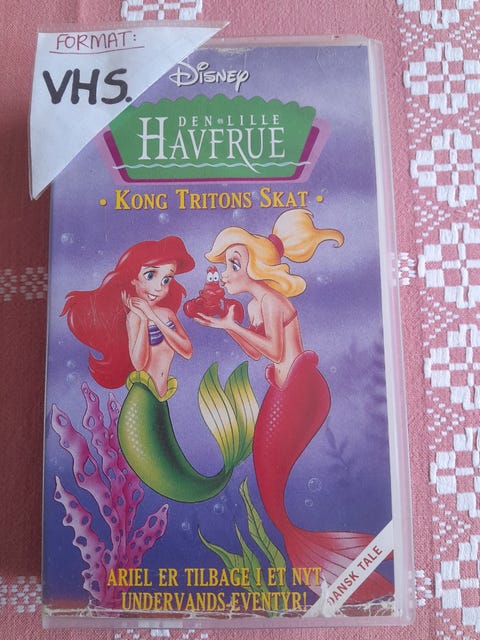 FORMAT:
VHS.
Disney
DEN LILLE
HAVFRUE
• KONG TRITONS SKAT •
ARIEL ER TILBAGE I ET NYT
UNDERVANDS-EVENTYR!
DANSK TALE